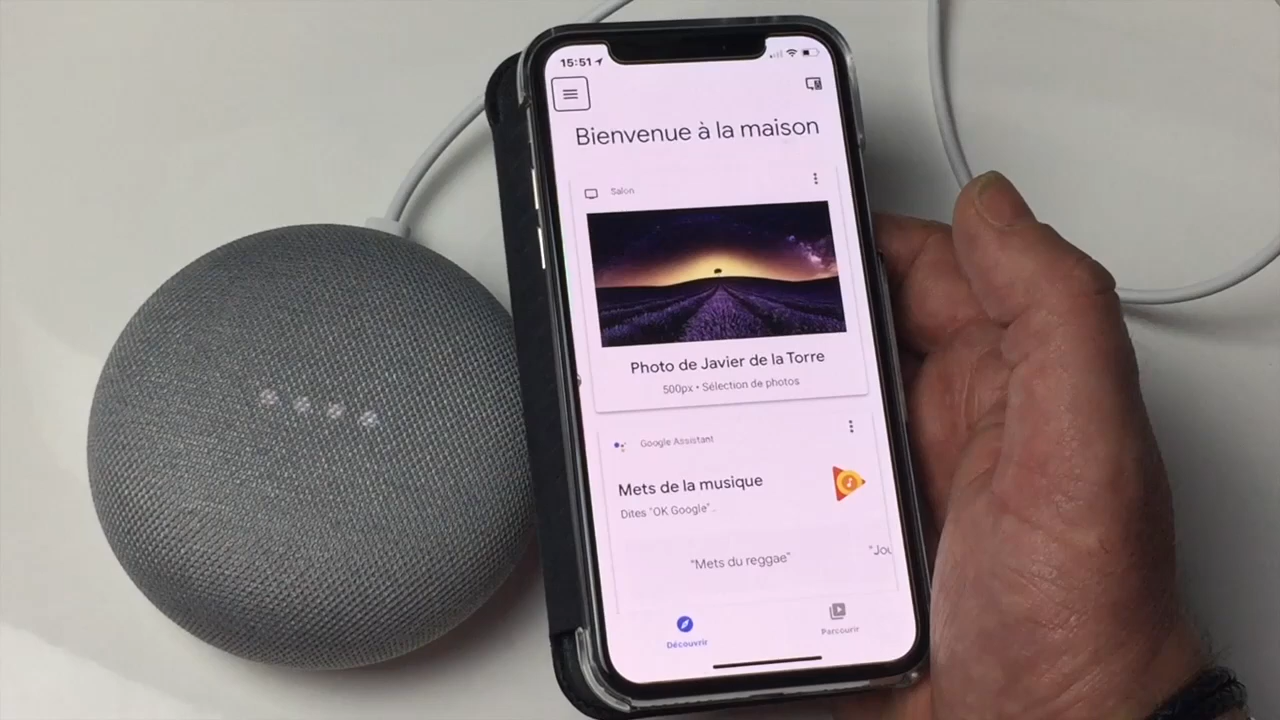 15:51
Bienvenue à la maison
Salon
Photo de Javier de la Torre
500px • Sélection de photos
Google Assistant
Mets de la musique
Dites "OK Google"...
"Mets du reggae"
"Jou
Découvrir
Parcourir